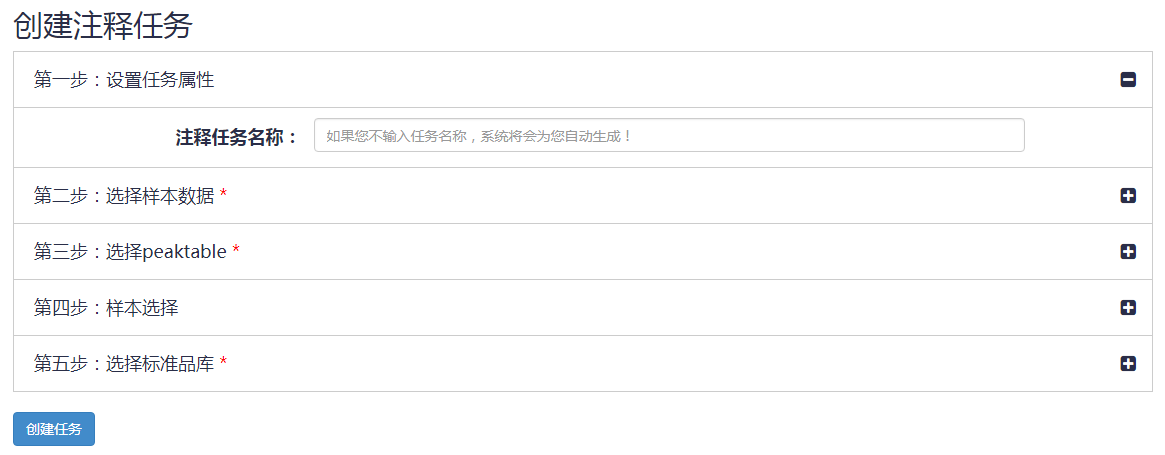 创建注释任务
第一步：设置任务属性
注释任务名称：
如果您不输入任务名称，系统将会为您自动生成！
第二步：选择样本数据 *
第三步：选择peaktable *
第四步：样本选择
第五步：选择标准品库 *
创建任务